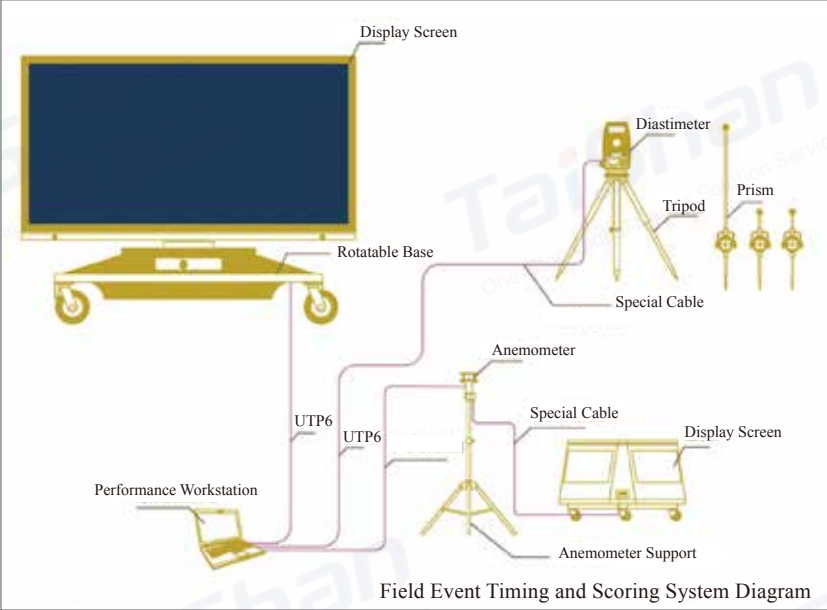 Display Screen
Diastimeter
Prism
Tripod
Rotatable Base
Special Cable
Anemometer
Special Cable
UTP6
UTP6
Display Screen
Performance Workstation
Anemometer Support
Field Event Timing and Scoring System Diagram
Taishan